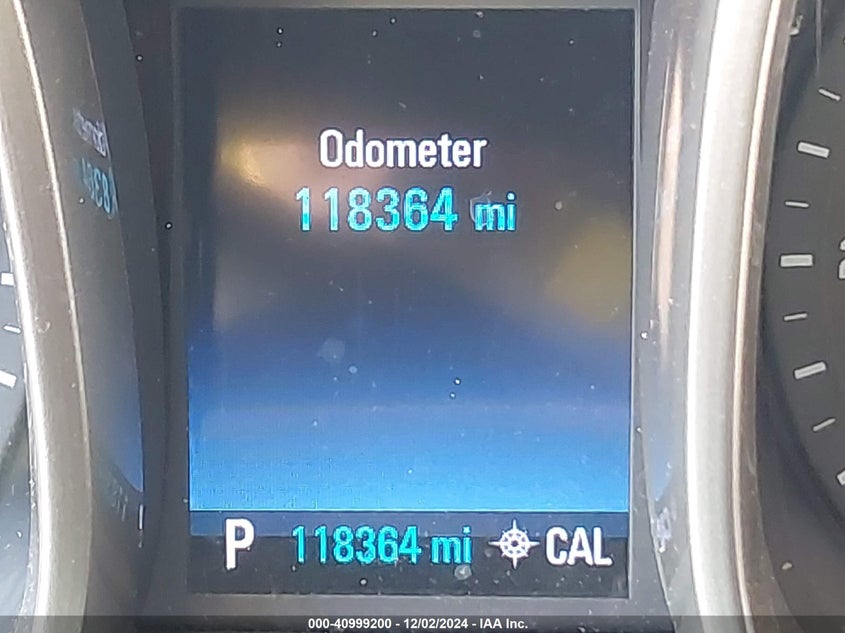 Odometer
118364 mi
P 118364 mi CAL
000-40999200 - 12/02/2024 - IAA Inc.